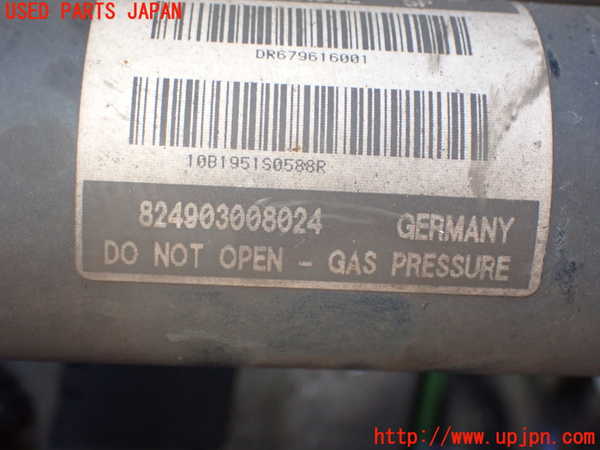 USED PARTS JAPAN
DR679616001
10B1951S0588R
824903008024 GERMANY
DO NOT OPEN - GAS PRESSURE
http://www.upjpn.com